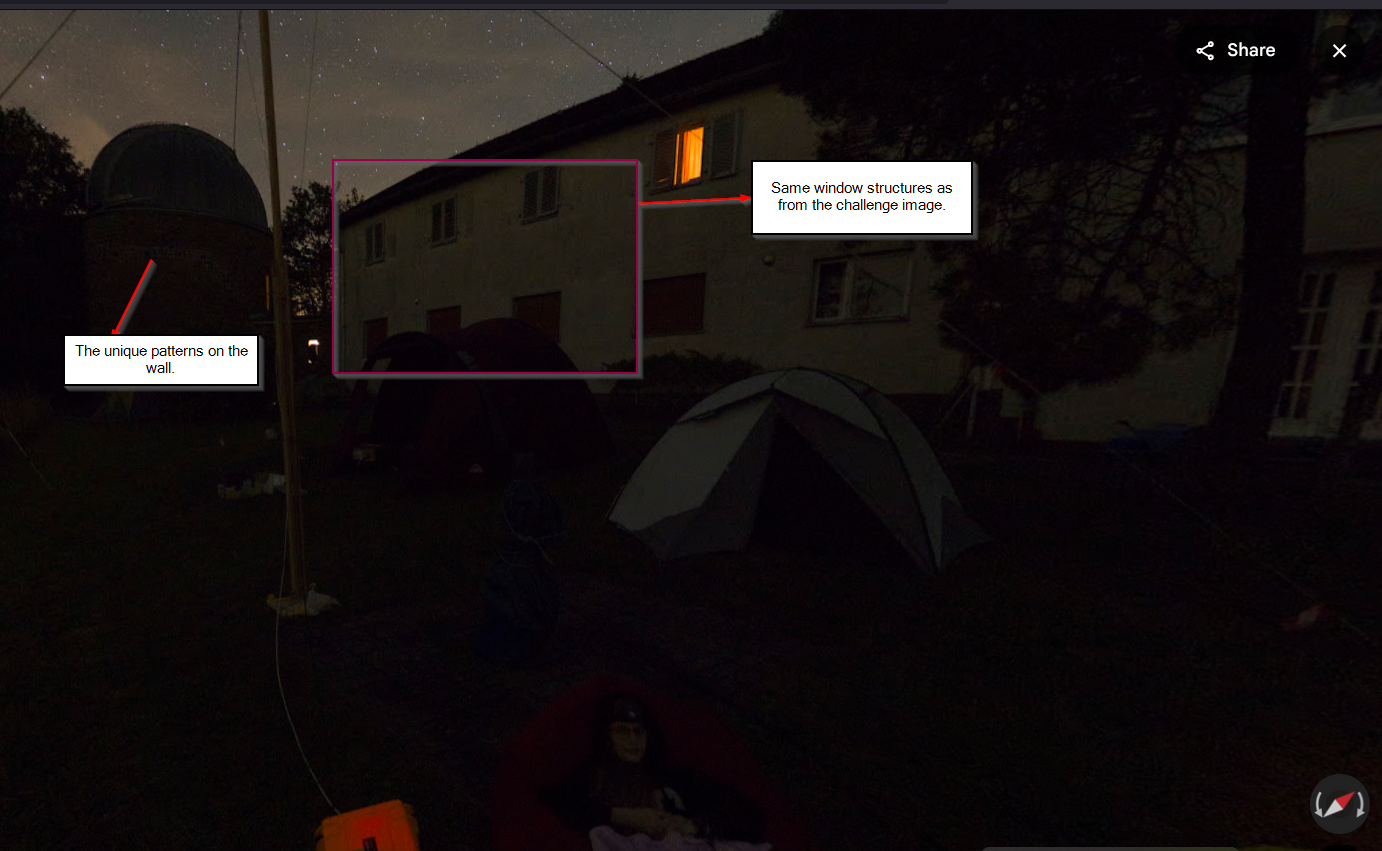 Share
Same window structures as
from the challenge image.
The unique patterns on the
wall.